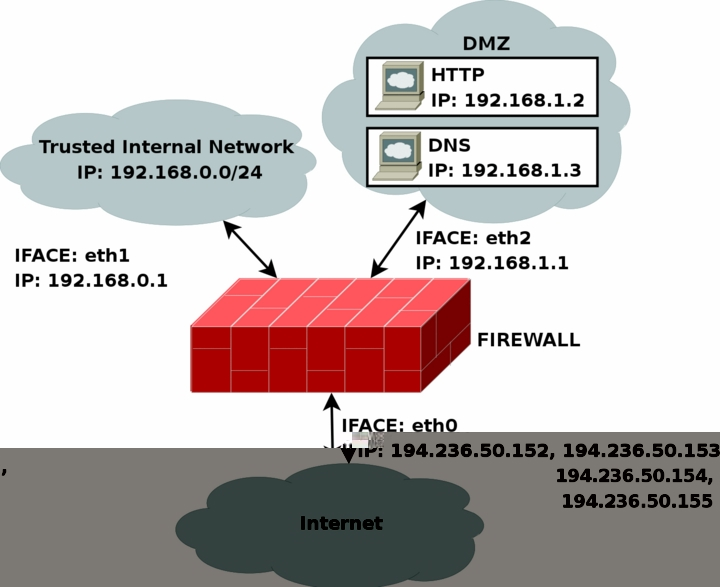 DMZ
HTTP
IP: 192.168.1.2
DNS
IP: 192.168.1.3
Trusted Internal Network
IP: 192.168.0.0/24
IFACE: eth1
IP: 192.168.0.1
IFACE: eth2
IP: 192.168.1.1
FIREWALL
IFACE: eth0
IP: 194.236.50.152, 194.236.50.153
,
194.236.50.154,
194.236.50.155
Internet